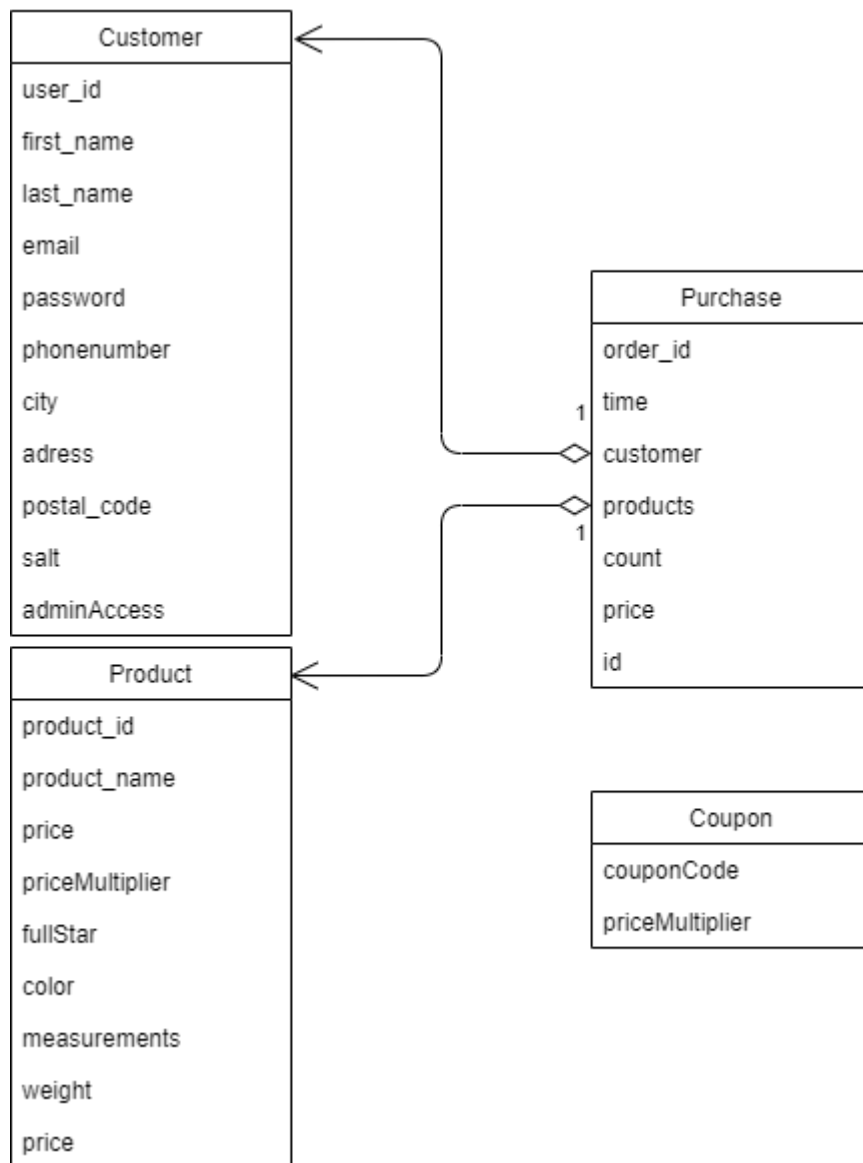 Customer
user_id
first_name
last_name
email
password
phonenumber
city
adress
postal_code
salt
adminAccess
Product
product_id
product_name
price
priceMultiplier
fullStar
color
measurements
weight
price
Purchase
order_id
1
time
customer
products
1
count
price
id
Coupon
couponCode
priceMultiplier